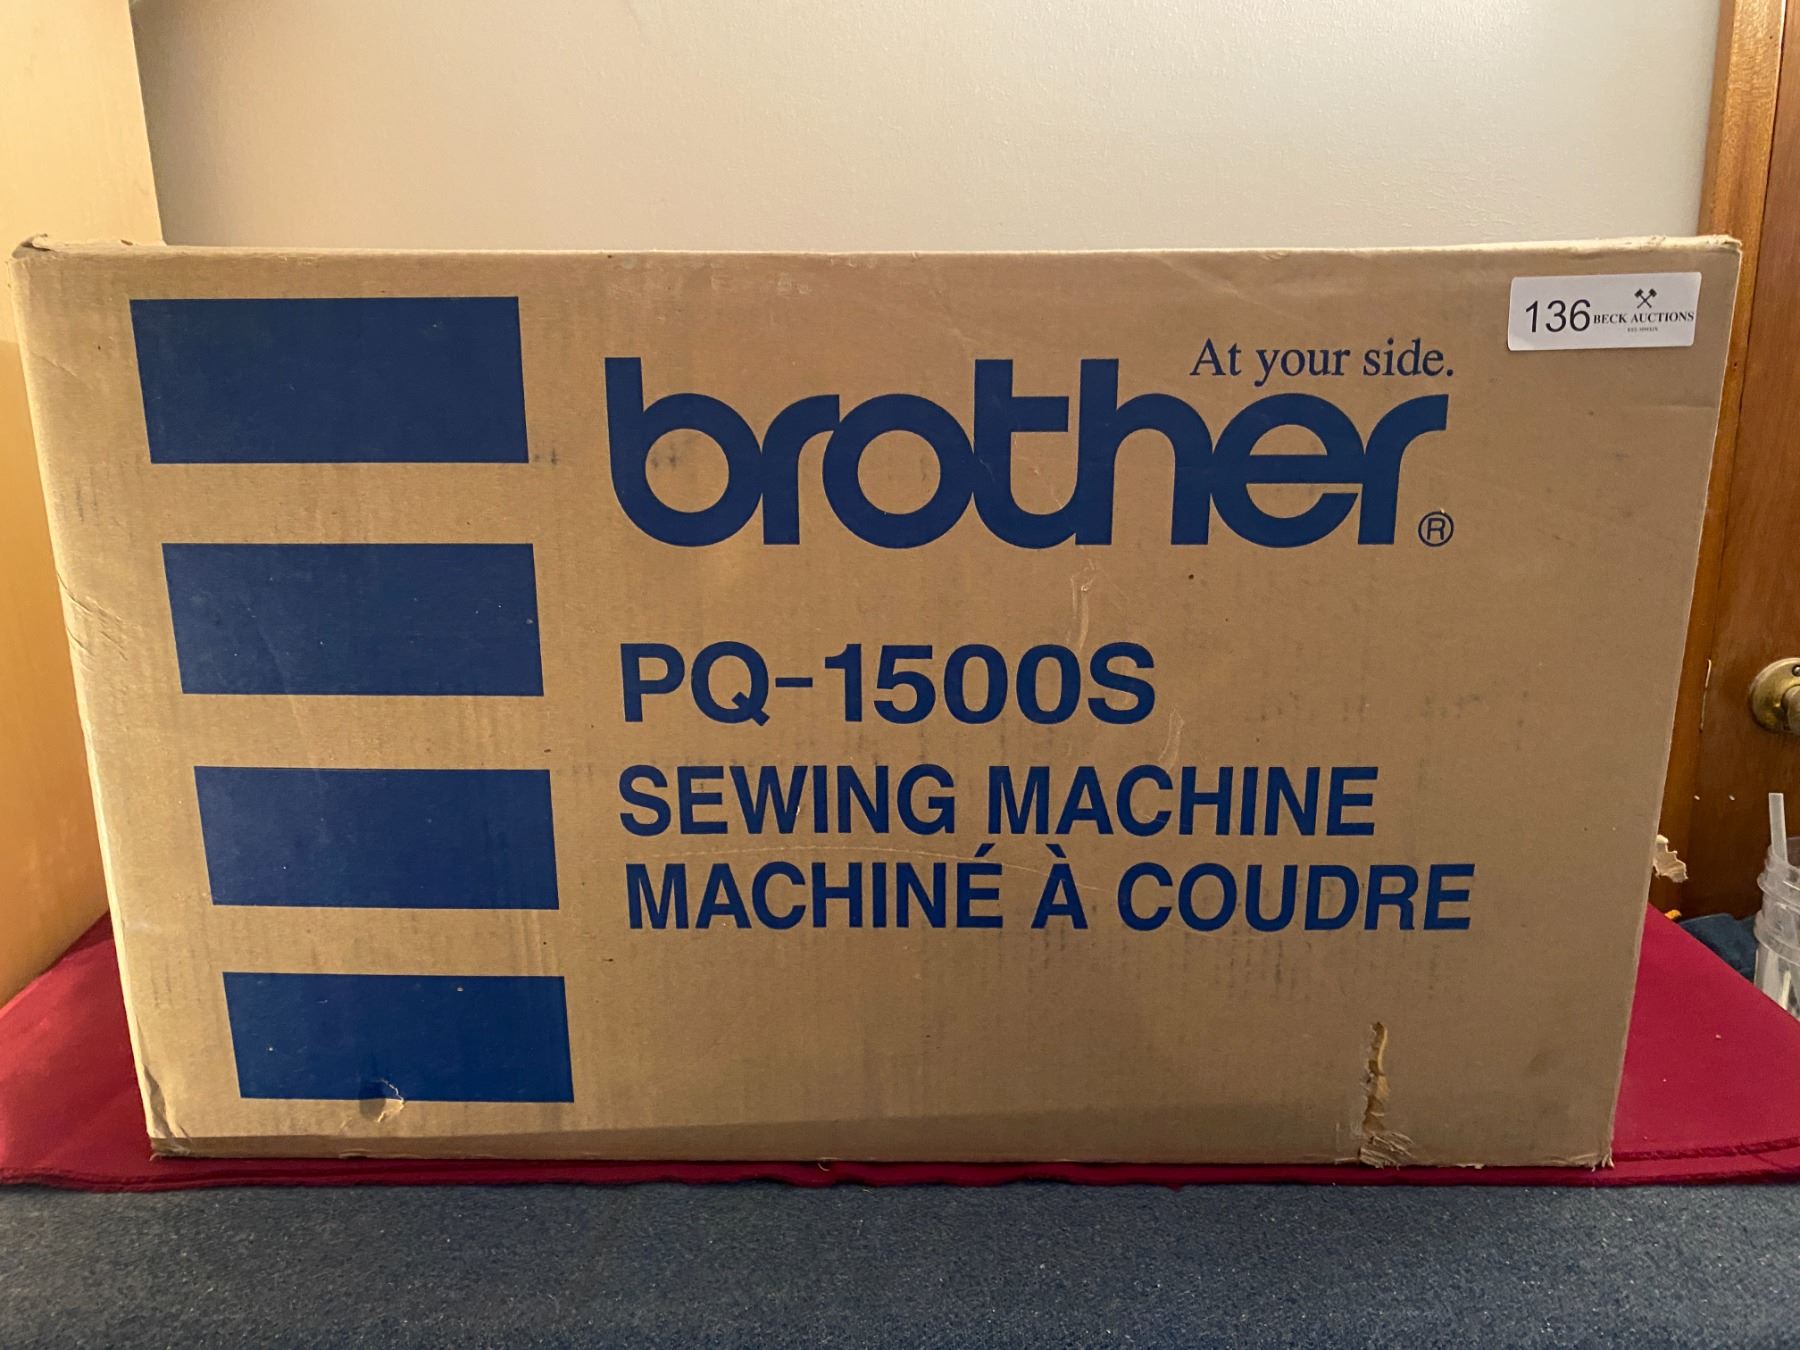 136 BECK AUCTIONS
At your side.
brother®
PQ-1500S
SEWING MACHINE
MACHINÉ À COUDRE